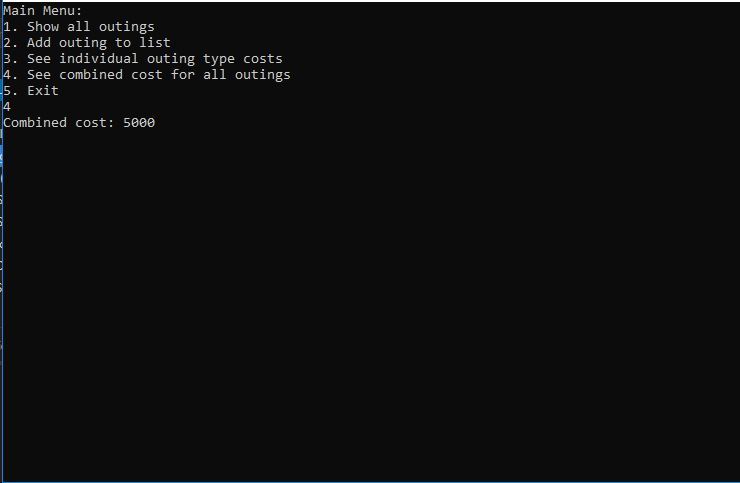 Main Menu:
1. Show all outings
2. Add outing to list
3. See individual outing type costs
4. See combined cost for all outings
5. Exit
4
Combined cost: 5000